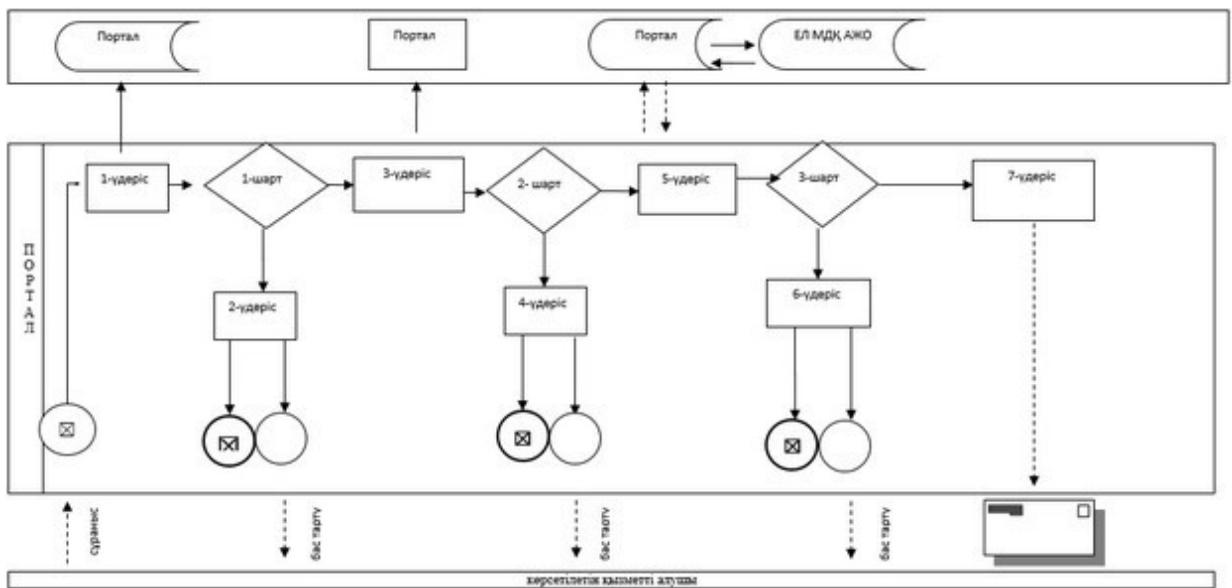 Портал
Портал
Портал
ЕЛ МДҚ АЖО
ПОРТАЛ
1-үдеріс
1-шарт
3-үдеріс
2- шарт
5-үдеріс
3-шарт
7-үдеріс
2-үдеріс
4-үдеріс
6-үдеріс
сұраныс
бас тарту
бас тарту
бас тарту
көрсетілетін қызметті алушы